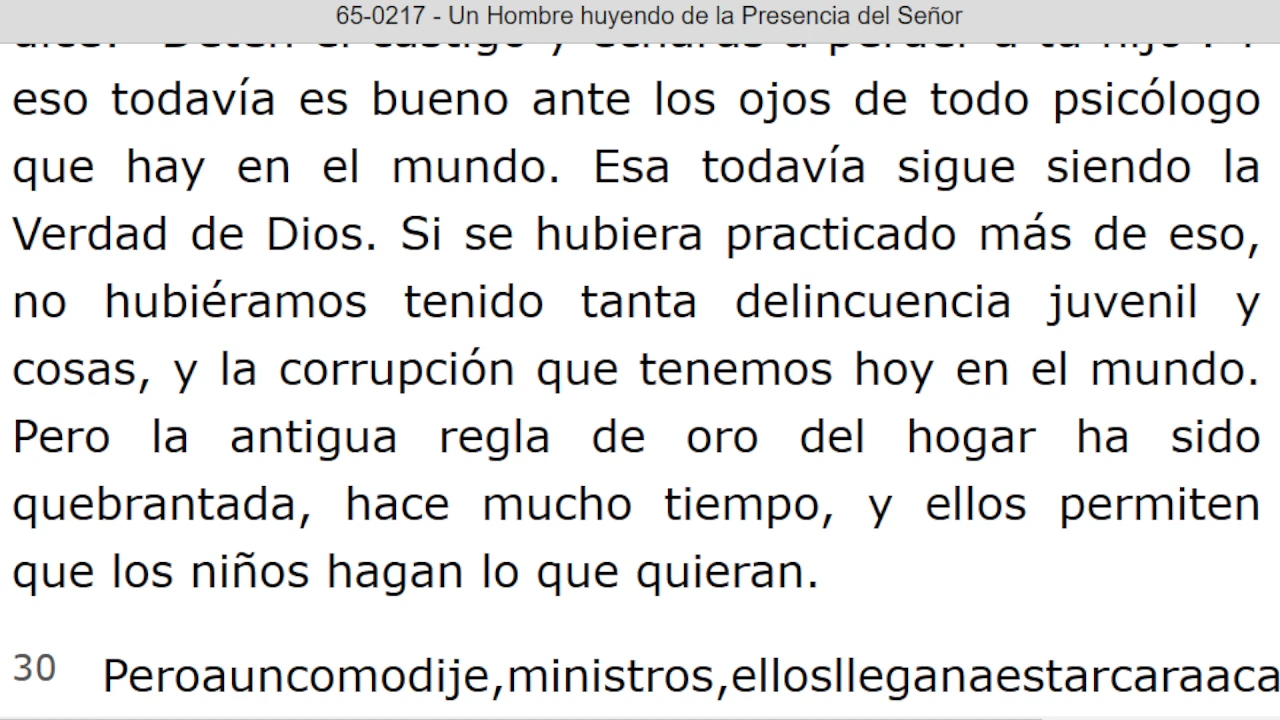 65-0217 - Un Hombre huyendo de la Presencia del Señor
eso todavía es bueno ante los ojos de todo psicólogo
que hay en el mundo. Esa todavía sigue siendo la
Verdad de Dios. Si se hubiera practicado más de eso,
no hubiéramos tenido tanta delincuencia juvenil y
cosas, y la corrupción que tenemos hoy en el mundo.
Pero la antigua regla de oro del hogar ha sido
quebrantada, hace mucho tiempo, y ellos permiten
que los niños hagan lo que quieran.
30 Peroauncomodije,ministros,elloslleganaestarcaraaca